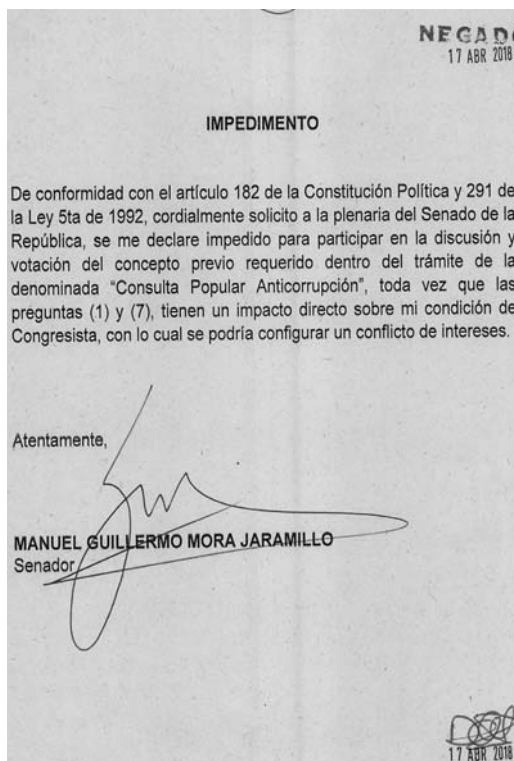 NEGADO
17 ABR 2018
IMPEDIMENTO
De conformidad con el artículo 182 de la Constitución Política y 291 de
la Ley 5ta de 1992, cordialmente solicito a la plenaria del Senado de la
República, se me declare impedido para participar en la discusión y
votación del concepto previo requerido dentro del trámite de la
denominada “Consulta Popular Anticorrupción”, toda vez que las
preguntas (1) y (7), tienen un impacto directo sobre mi condición de
Congresista, con lo cual se podría configurar un conflicto de intereses.
Atentamente,
MANUEL GUILLERMO MORA JARAMILLO
Senador
17 ABR 2018